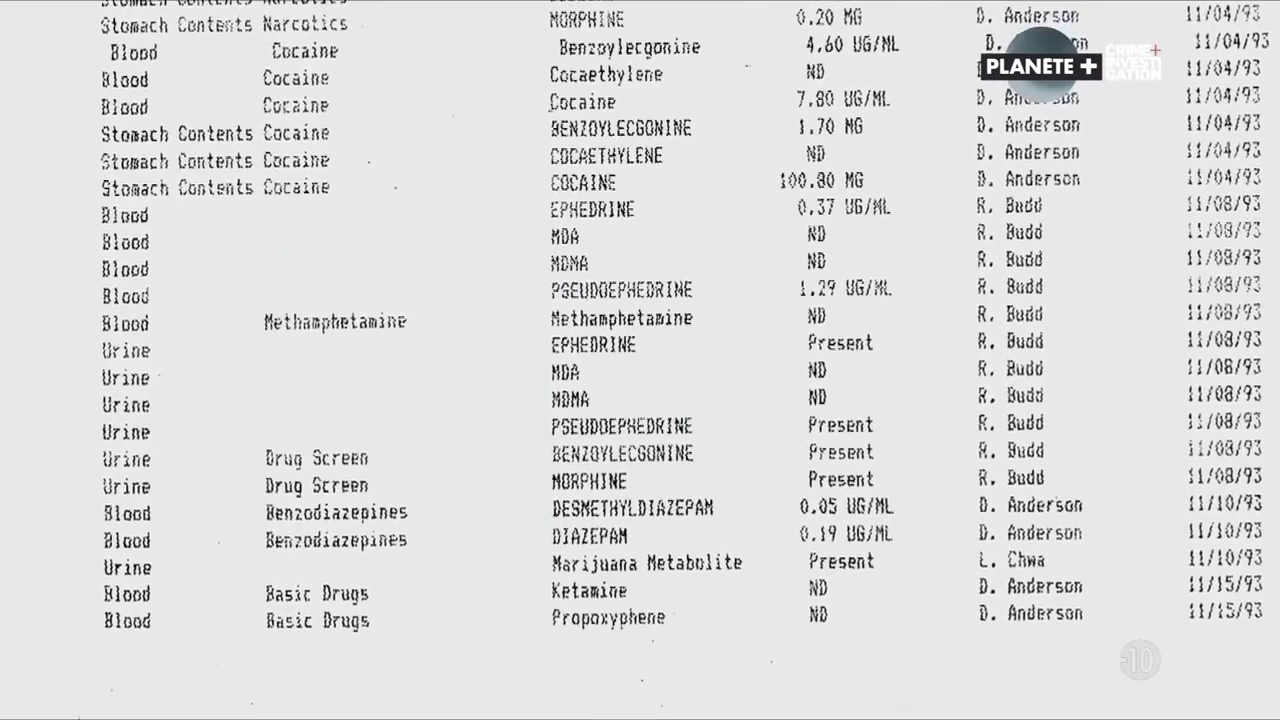 Stomach Contents Narcotics MORPHINE 0.20 MG D. Anderson 11/04/93
Blood Cocaine Benzoylecgonine 4.60 UG/ML D. 11/04/93
Blood Cocaine Cocaethylene ND 11/04/93
Blood Cocaine Cocaine 7.80 UG/ML D. Anderson 11/04/93
Stomach Contents Cocaine BENZOYLECGONINE 1.70 MG D. Anderson 11/04/93
Stomach Contents Cocaine COCAETHYLENE ND D. Anderson 11/04/93
Stomach Contents Cocaine COCAINE 100.80 MG D. Anderson 11/04/93
Blood EPHEDRINE 0.37 UG/ML R. Budd 11/08/93
Blood MDA ND R. Budd 11/08/93
Blood MDMA ND R. Budd 11/08/93
Blood PSEUDOEPHEDRINE 1.29 UG/ML R. Budd 11/08/93
Blood Methamphetamine Methamphetamine ND R. Budd 11/08/93
Urine EPHEDRINE Present R. Budd 11/08/93
Urine MDA ND R. Budd 11/08/93
Urine MDMA ND R. Budd 11/08/93
Urine PSEUDOEPHEDRINE Present R. Budd 11/08/93
Urine Drug Screen BENZOYLECGONINE Present R. Budd 11/08/93
Urine Drug Screen MORPHINE Present R. Budd 11/08/93
Blood Benzodiazepines DESMETHYLDIAZEPAM 0.05 UG/ML D. Anderson 11/10/93
Blood Benzodiazepines DIAZEPAM 0.19 UG/ML D. Anderson 11/10/93
Urine Marijuana Metabolite Present L. Chwa 11/10/93
Blood Basic Drugs Ketamine ND D. Anderson 11/15/93
Blood Basic Drugs Propoxyphene ND D. Anderson 11/15/93
PLANETE +
CRIME+
INVESTI
GATION
-10